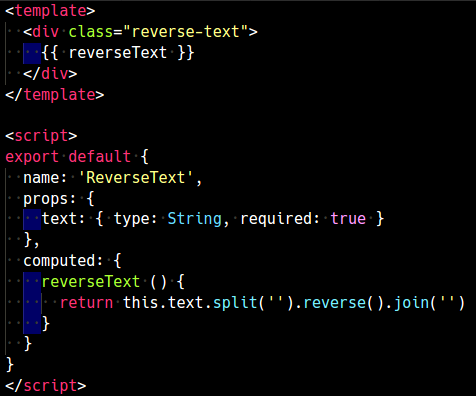 <template>
  <div class="reverse-text">
    {{ reverseText }}
  </div>
</template>

<script>
export default {
  name: 'ReverseText',
  props: {
    text: { type: String, required: true }
  },
  computed: {
    reverseText () {
      return this.text.split('').reverse().join('')
    }
  }
}
</script>